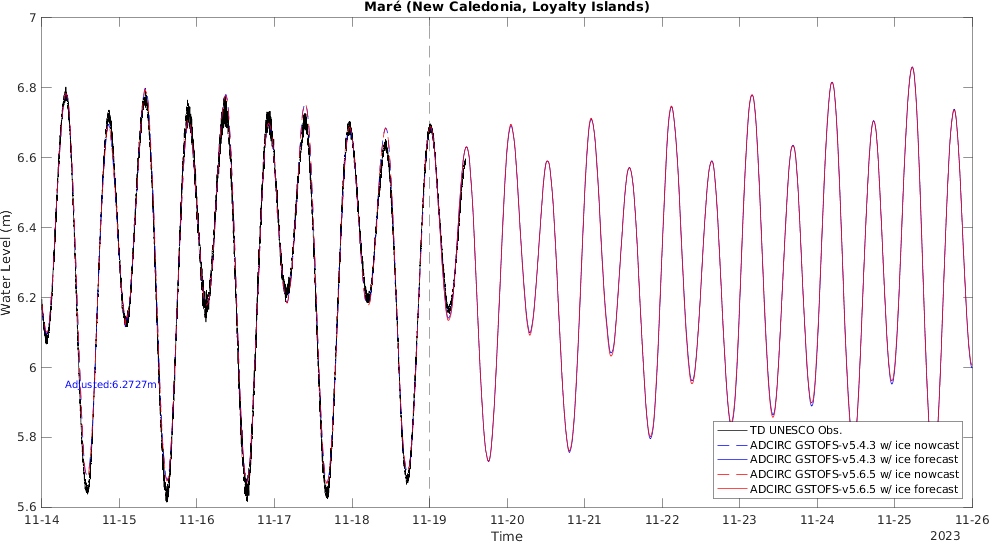 Maré (New Caledonia, Loyalty Islands)
7
6.8
6.6
6.4
6.2
6
5.8
5.6
Water Level (m)
Adjusted:6.2727m
TD UNESCO Obs.
ADCIRC GSTOFS-v5.4.3 w/ ice nowcast
ADCIRC GSTOFS-v5.4.3 w/ ice forecast
ADCIRC GSTOFS-v5.6.5 w/ ice nowcast
ADCIRC GSTOFS-v5.6.5 w/ ice forecast
11-14 11-15 11-16 11-17 11-18 11-19 11-20 11-21 11-22 11-23 11-24 11-25 11-26
Time
2023